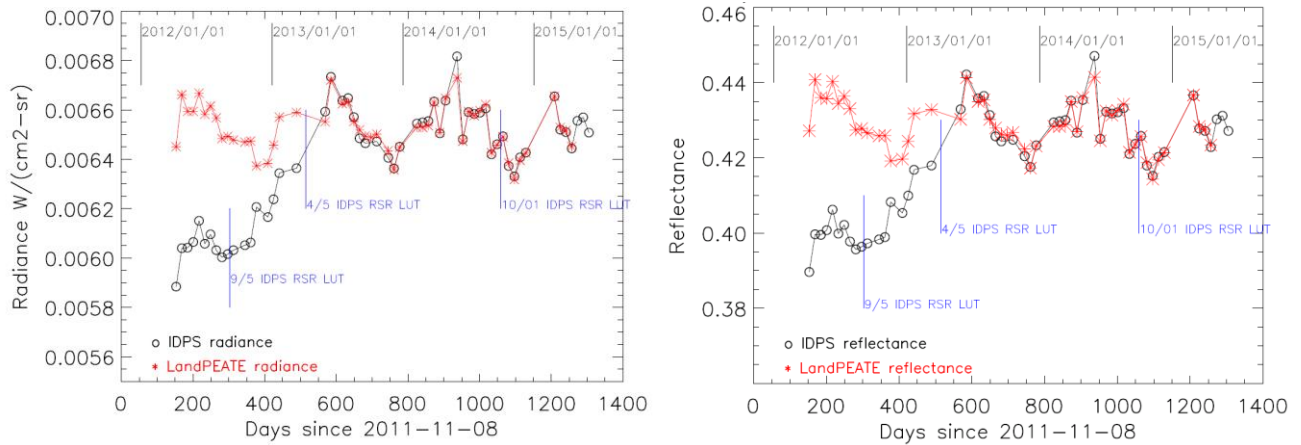 0.0070
0.0068
0.0066
0.0064
0.0062
0.0060
0.0058
0.0056
Radiance W/(cm2-sr)
2012/01/01
2013/01/01
2014/01/01
2015/01/01
4/5 IDPS RSR LUT
10/01 IDPS RSR LUT
9/5 IDPS RSR LUT
IDPS radiance
LandPEATE radiance
0 200 400 600 800 1000 1200 1400
Days since 2011-11-08
0.46
0.44
0.42
0.40
0.38
Reflectance
2012/01/01
2013/01/01
2014/01/01
2015/01/01
4/5 IDPS RSR LUT
10/01 IDPS RSR LUT
9/5 IDPS RSR LUT
IDPS reflectance
LandPEATE reflectance
0 200 400 600 800 1000 1200 1400
Days since 2011-11-08